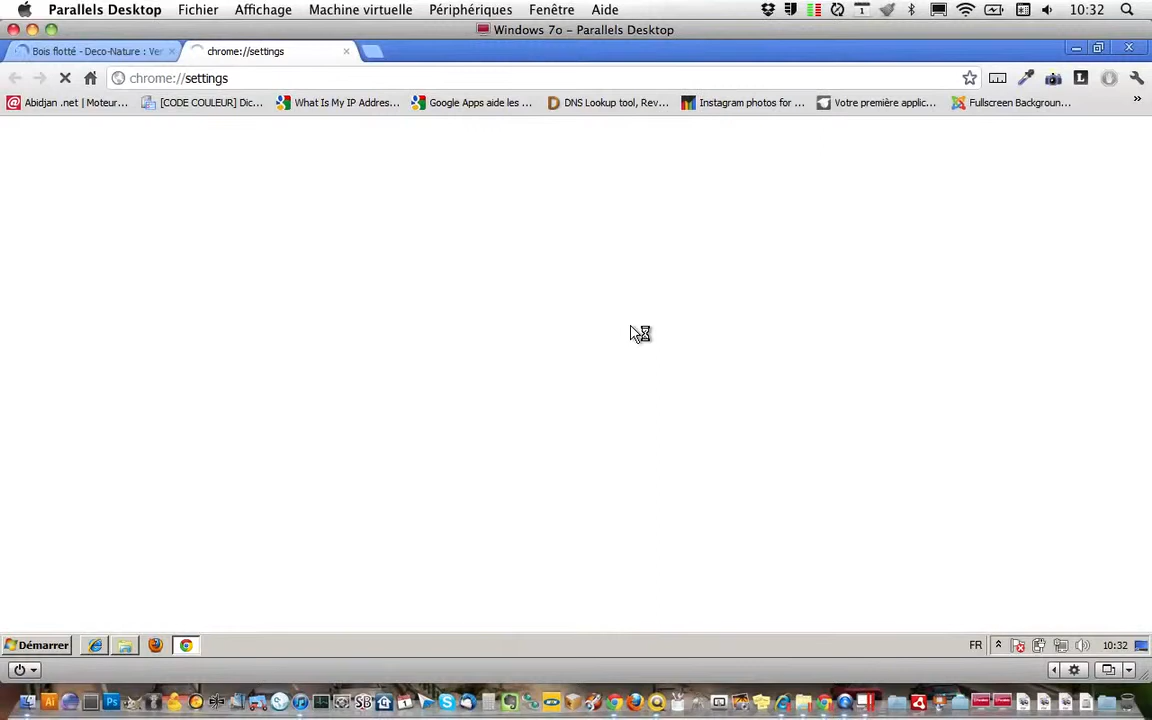 Parallels Desktop Fichier Affichage Machine virtuelle Périphériques Fenêtre Aide 1 10:32
Windows 7o – Parallels Desktop
Bois flotté - Deco-Nature : Ver chrome://settings
chrome://settings
Abidjan .net | Moteur... [CODE COULEUR] Dic... What Is My IP Addres... Google Apps aide les ... DNS Lookup tool, Rev... Instagram photos for ... Votre première applic... Fullscreen Backgroun... »
Démarrer FR 10:32